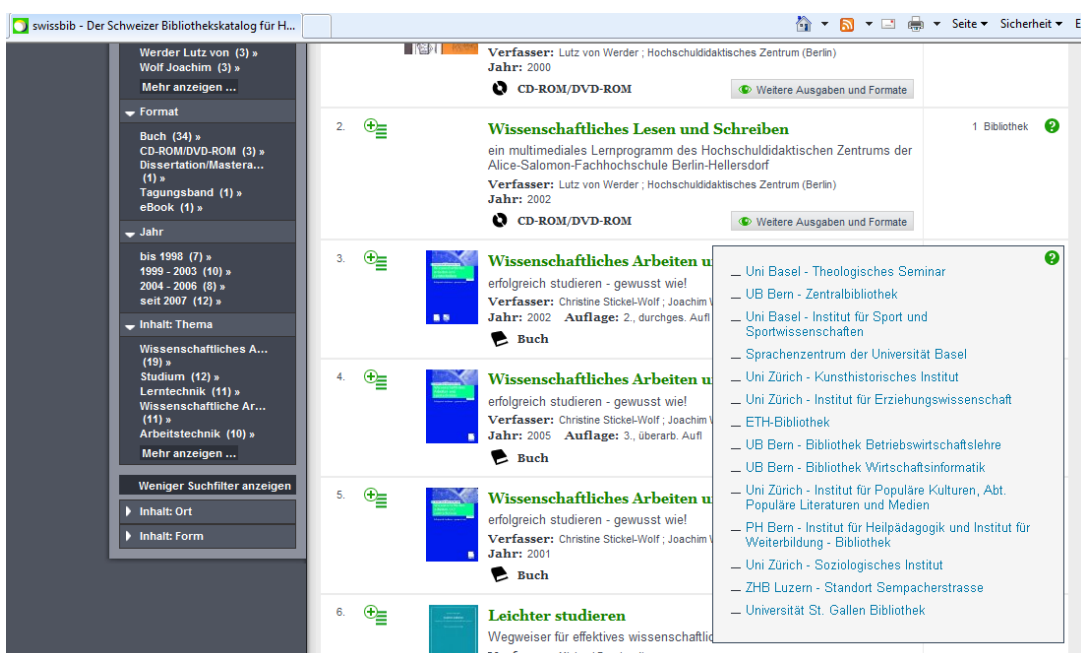 swissbib - Der Schweizer Bibliothekskatalog für H...
Seite
Sicherheit
Werder Lutz von (3) »
Wolf Joachim (3) »
Mehr anzeigen ...
Format
Buch (34) »
CD-ROM/DVD-ROM (3) »
Dissertation/Mastera...
(1) »
Tagungsband (1) »
eBook (1) »
Jahr
bis 1998 (7) »
1999 - 2003 (10) »
2004 - 2006 (8) »
seit 2007 (12) »
Inhalt: Thema
Wissenschaftliches A...
(19) »
Studium (12) »
Lerntechnik (11) »
Wissenschaftliche Ar...
(11) »
Arbeitstechnik (10) »
Mehr anzeigen ...
Weniger Suchfilter anzeigen
Inhalt: Ort
Inhalt: Form
Verfasser: Lutz von Werder ; Hochschuldidaktisches Zentrum (Berlin)
Jahr: 2000
CD-ROM/DVD-ROM
Weitere Ausgaben und Formate
2.
Wissenschaftliches Lesen und Schreiben
1 Bibliothek
?
ein multimediales Lernprogramm des Hochschuldidaktischen Zentrums der
Alice-Salomon-Fachhochschule Berlin-Hellersdorf
Verfasser: Lutz von Werder ; Hochschuldidaktisches Zentrum (Berlin)
Jahr: 2002
CD-ROM/DVD-ROM
Weitere Ausgaben und Formate
3.
Wissenschaftliches Arbeiten
erfolgreich studieren - gewusst wie!
Verfasser: Christine Stickel-Wolf ; Joachim
Jahr: 2002 Auflage: 2., durchges. Aufl
Buch
4.
Wissenschaftliches Arbeiten
erfolgreich studieren - gewusst wie!
Verfasser: Christine Stickel-Wolf ; Joachim
Jahr: 2005 Auflage: 3., überarb. Aufl
Buch
5.
Wissenschaftliches Arbeiten
erfolgreich studieren - gewusst wie!
Verfasser: Christine Stickel-Wolf ; Joachim
Jahr: 2001
Buch
6.
Leichter studieren
Wegweiser für effektives
?
Uni Basel - Theologisches Seminar
UB Bern - Zentralbibliothek
Uni Basel - Institut für Sport und
Sportwissenschaften
Sprachenzentrum der Universität Basel
Uni Zürich - Kunsthistorisches Institut
Uni Zürich - Institut für Erziehungswissenschaft
ETH-Bibliothek
UB Bern - Bibliothek Betriebswirtschaftslehre
UB Bern - Bibliothek Wirtschaftsinformatik
Uni Zürich - Institut für Populäre Kulturen, Abt.
Populäre Literaturen und Medien
PH Bern - Institut für Heilpädagogik und Institut für
Weiterbildung - Bibliothek
Uni Zürich - Soziologisches Institut
ZHB Luzern - Standort Sempacherstrasse
Universität St. Gallen Bibliothek